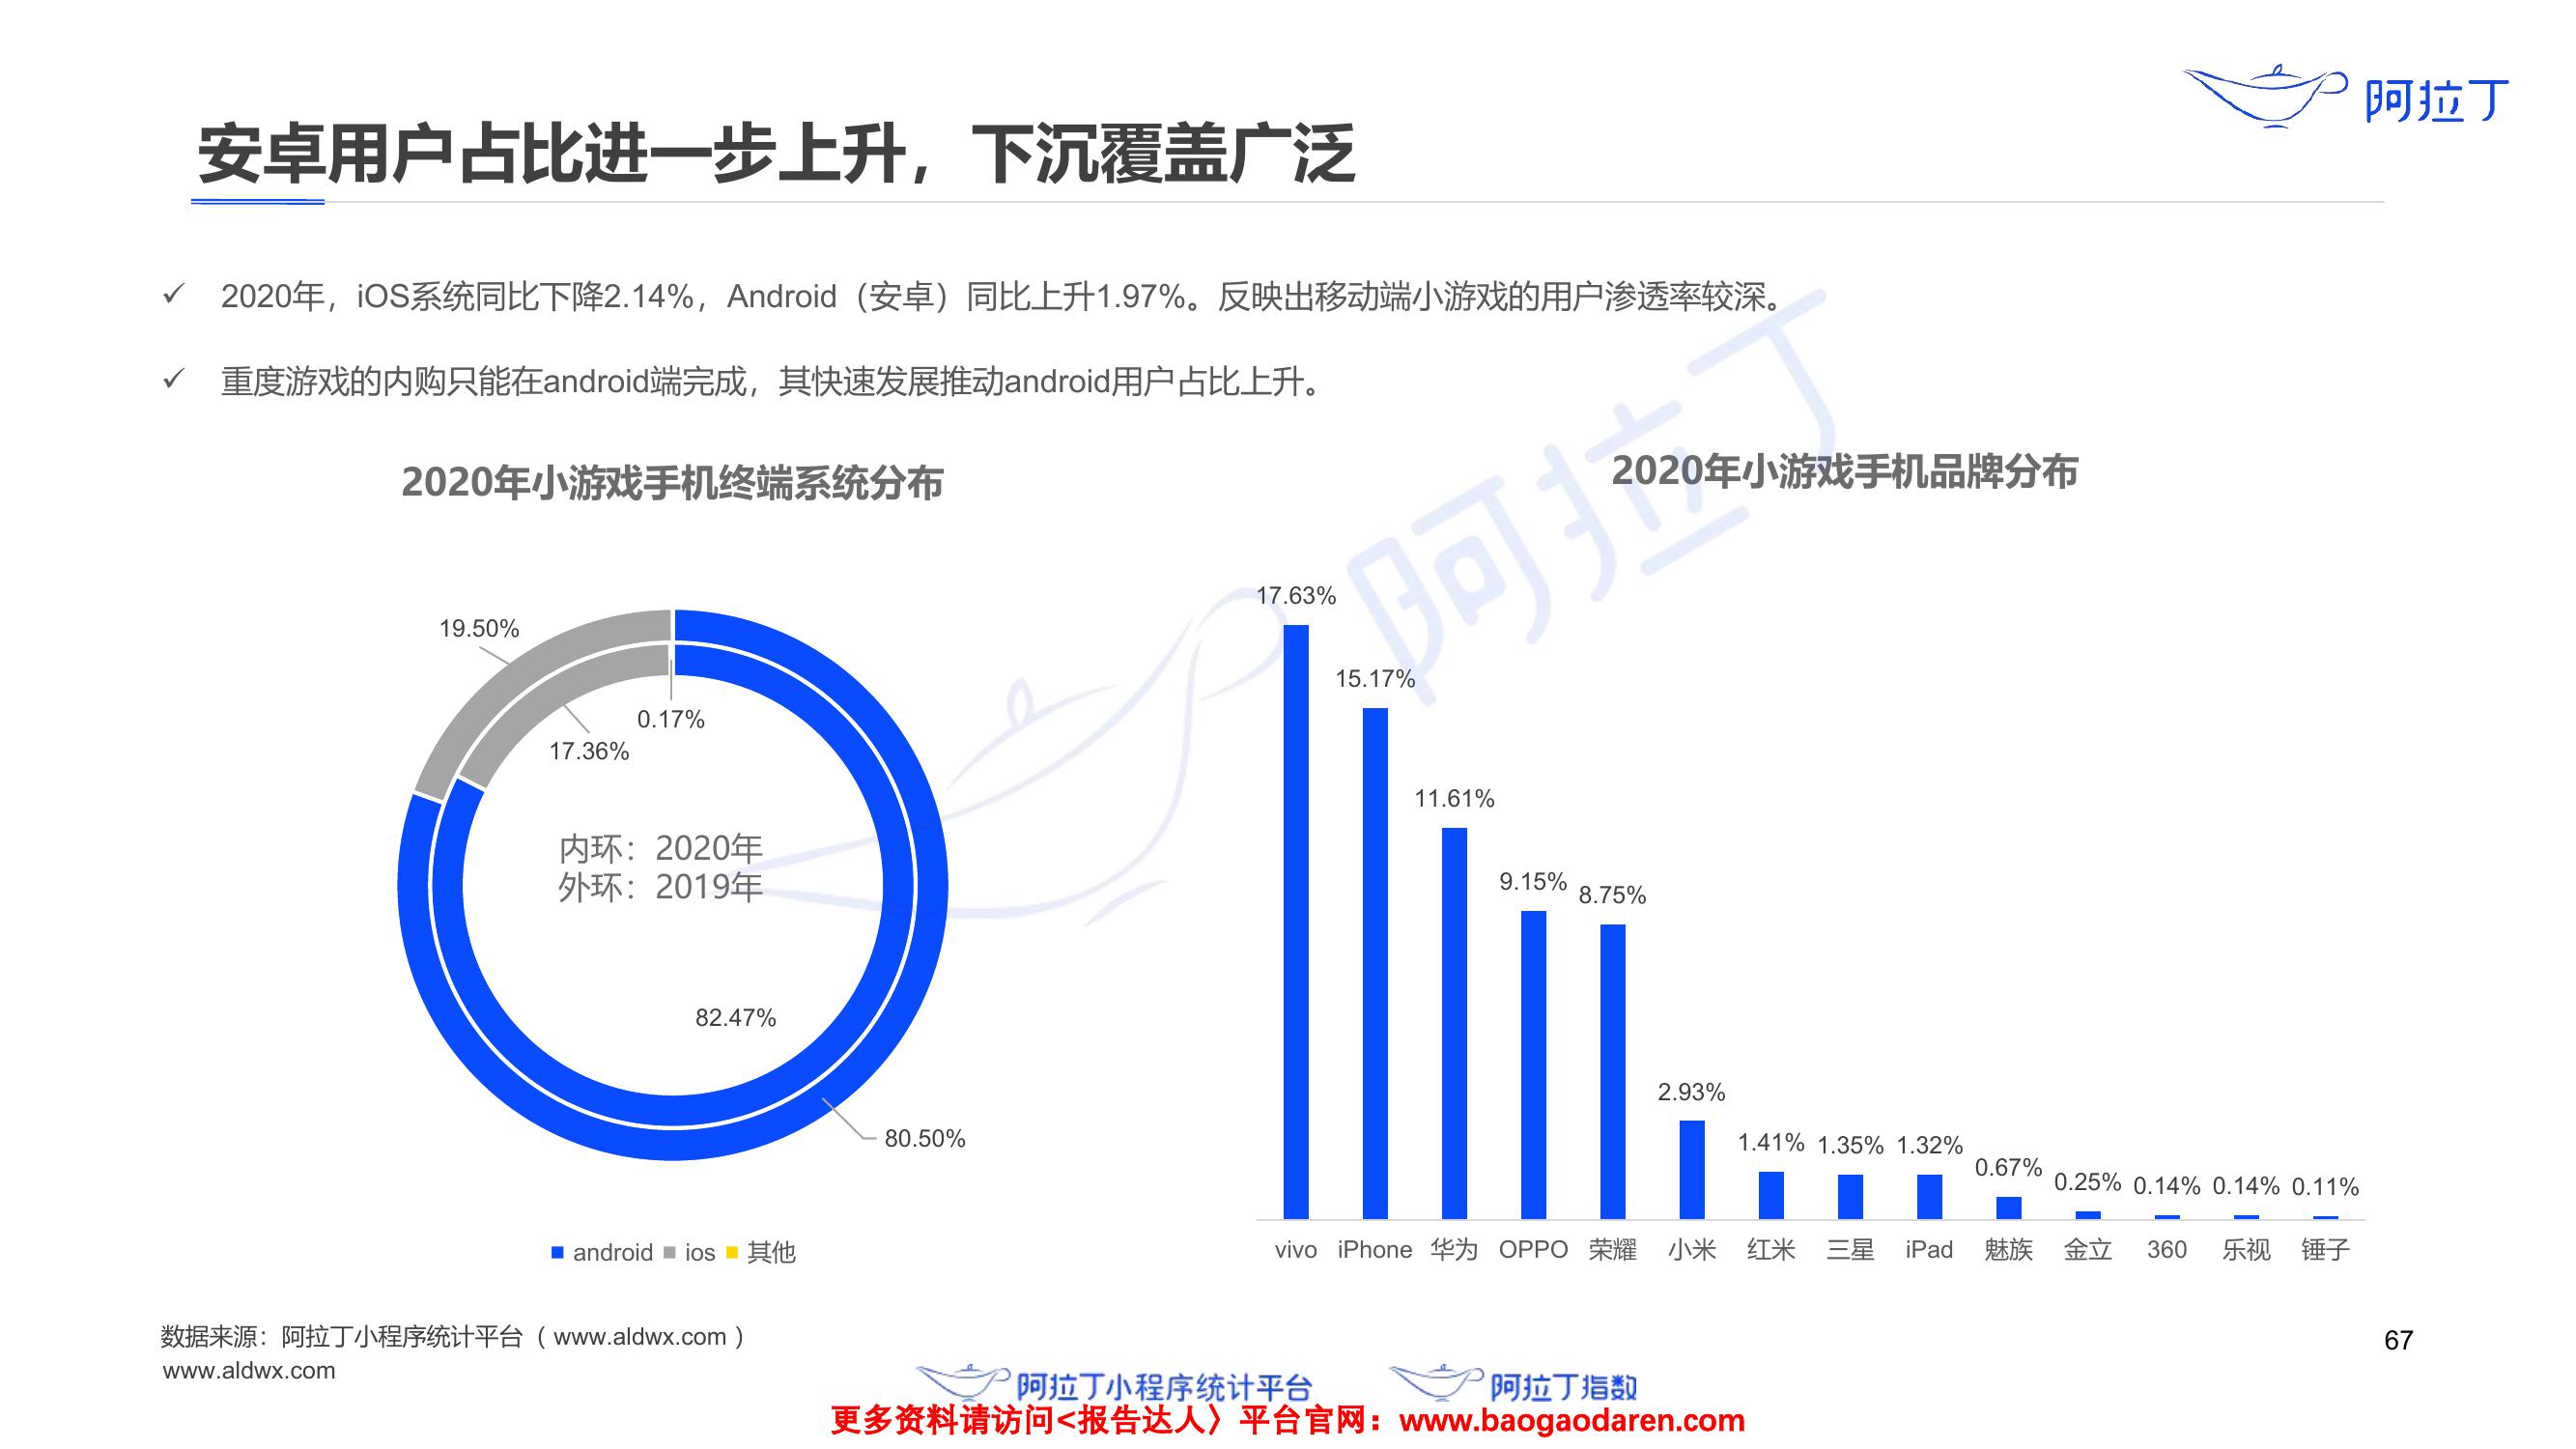 阿拉丁
安卓用户占比进一步上升，下沉覆盖广泛
✓ 2020年，iOS系统同比下降2.14%，Android（安卓）同比上升1.97%。反映出移动端小游戏的用户渗透率较深。
✓ 重度游戏的内购只能在android端完成，其快速发展推动android用户占比上升。
2020年小游戏手机终端系统分布
19.50%
0.17%
17.36%
内环：2020年
外环：2019年
82.47%
80.50%
android ios 其他
2020年小游戏手机品牌分布
17.63% 15.17% 11.61% 9.15% 8.75% 2.93% 1.41% 1.35% 1.32% 0.67% 0.25% 0.14% 0.14% 0.11%
vivo iPhone 华为 OPPO 荣耀 小米 红米 三星 iPad 魅族 金立 360 乐视 锤子
阿拉丁
数据来源：阿拉丁小程序统计平台（www.aldwx.com）
www.aldwx.com
67
阿拉丁小程序统计平台 阿拉丁指数
更多资料请访问<报告达人〉平台官网：www.baogaodaren.com